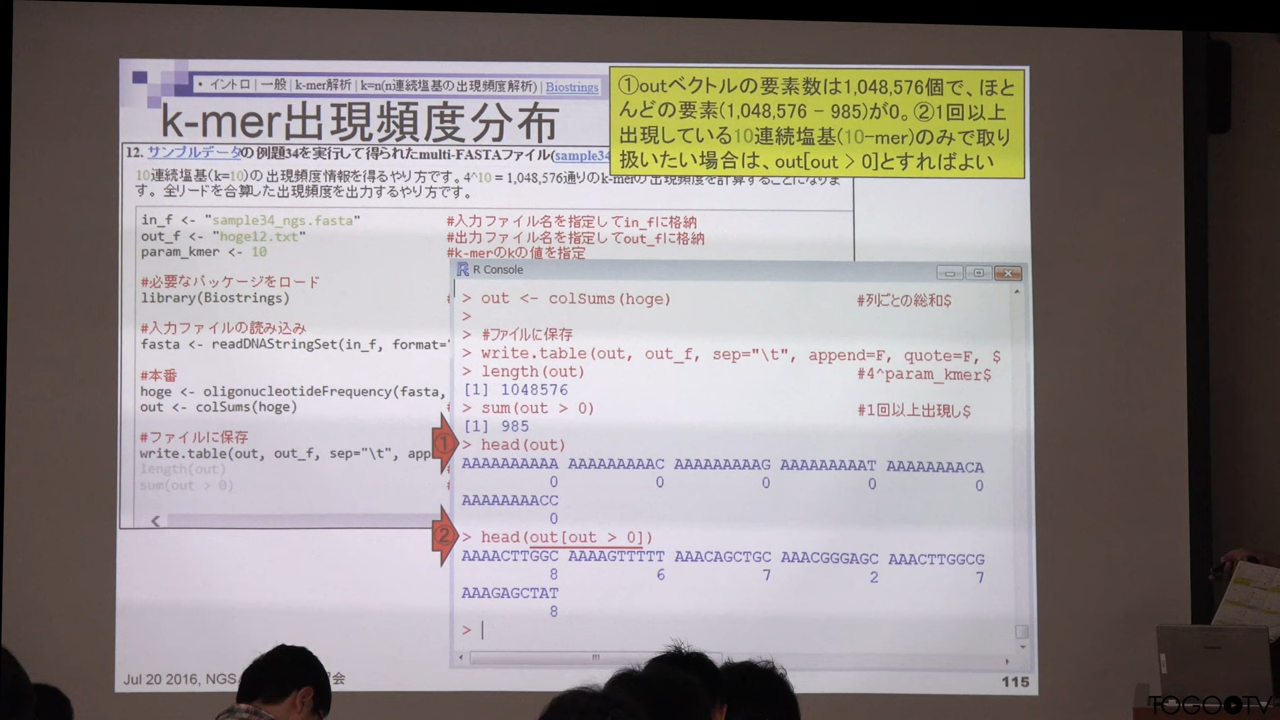 • イントロ | 一般 | k-mer解析 | k=n(n連続塩基の出現頻度解析) | Biostrings
k-mer出現頻度分布
①outベクトルの要素数は1,048,576個で、ほと
んどの要素(1,048,576 − 985)が0。②1回以上
出現している10連続塩基(10-mer)のみで取り
扱いたい場合は、out[out > 0]とすればよい
12. サンプルデータの例題34を実行して得られたmulti-FASTAファイル(sample34
10連続塩基(k=10)の出現頻度情報を得るやり方です。4^10 = 1,048,576通りのk-merの出現頻度を計算することになりま
す。全リードを合算した出現頻度を出力するやり方です。
in_f <- "sample34_ngs.fasta" #入力ファイル名を指定してin_fに格納
out_f <- "hoge12.txt" #出力ファイル名を指定してout_fに格納
param_kmer <- 10 #k-merのkの値を指定
#必要なパッケージをロード
library(Biostrings) #
#入力ファイルの読み込み
fasta <- readDNAStringSet(in_f, format="
#本番
hoge <- oligonucleotideFrequency(fasta,
out <- colSums(hoge) #
#ファイルに保存
write.table(out, out_f, sep="\t", app
length(out) #
sum(out > 0) #
R Console
> out <- colSums(hoge) #列ごとの総和$
>
> #ファイルに保存
> write.table(out, out_f, sep="\t", append=F, quote=F, $
> length(out) #4^param_kmer$
[1] 1048576
> sum(out > 0) #1回以上出現し$
[1] 985
① > head(out)
AAAAAAAAAA AAAAAAAAAC AAAAAAAAAG AAAAAAAAAT AAAAAAAACA
0 0 0 0 0
AAAAAAAACC
0
② > head(out[out > 0])
AAAACTTGGC AAAAGTTTTT AAACAGCTGC AAACGGGAGC AAACTTGGCG
8 6 7 2 7
AAAGAGCTAT
8
>
Jul 20 2016, NGS 会
115
TOGOTV